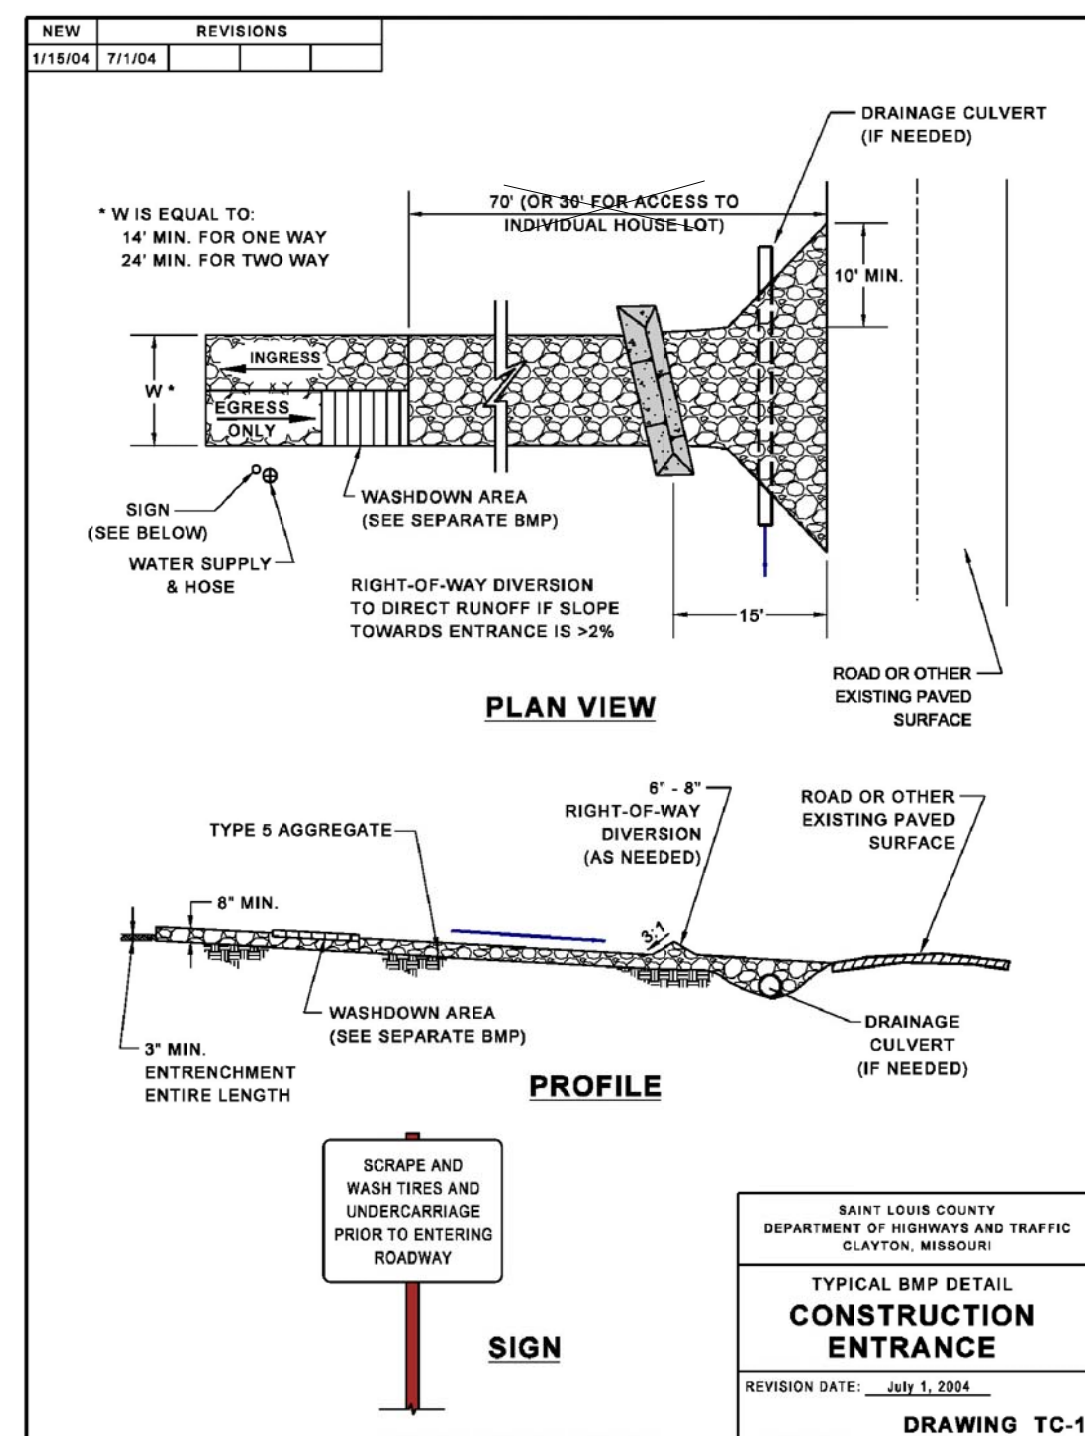 NEW REVISIONS
1/15/04 7/1/04
DRAINAGE CULVERT
(IF NEEDED)
* W IS EQUAL TO:
14' MIN. FOR ONE WAY
24' MIN. FOR TWO WAY
70' (OR 30' FOR ACCESS TO
INDIVIDUAL HOUSE LOT)
10' MIN.
INGRESS
W *
EGRESS
ONLY
WASHDOWN AREA
(SEE SEPARATE BMP)
SIGN
(SEE BELOW)
WATER SUPPLY
& HOSE
RIGHT-OF-WAY DIVERSION
TO DIRECT RUNOFF IF SLOPE
TOWARDS ENTRANCE IS >2%
15'
ROAD OR OTHER
EXISTING PAVED
SURFACE
PLAN VIEW
6" - 8"
RIGHT-OF-WAY
DIVERSION
(AS NEEDED)
ROAD OR OTHER
EXISTING PAVED
SURFACE
TYPE 5 AGGREGATE
8" MIN.
3:1
WASHDOWN AREA
(SEE SEPARATE BMP)
3" MIN.
ENTRENCHMENT
ENTIRE LENGTH
DRAINAGE
CULVERT
(IF NEEDED)
PROFILE
SCRAPE AND
WASH TIRES AND
UNDERCARRIAGE
PRIOR TO ENTERING
ROADWAY
SIGN
SAINT LOUIS COUNTY
DEPARTMENT OF HIGHWAYS AND TRAFFIC
CLAYTON, MISSOURI
TYPICAL BMP DETAIL
CONSTRUCTION
ENTRANCE
REVISION DATE: July 1, 2004
DRAWING TC-1